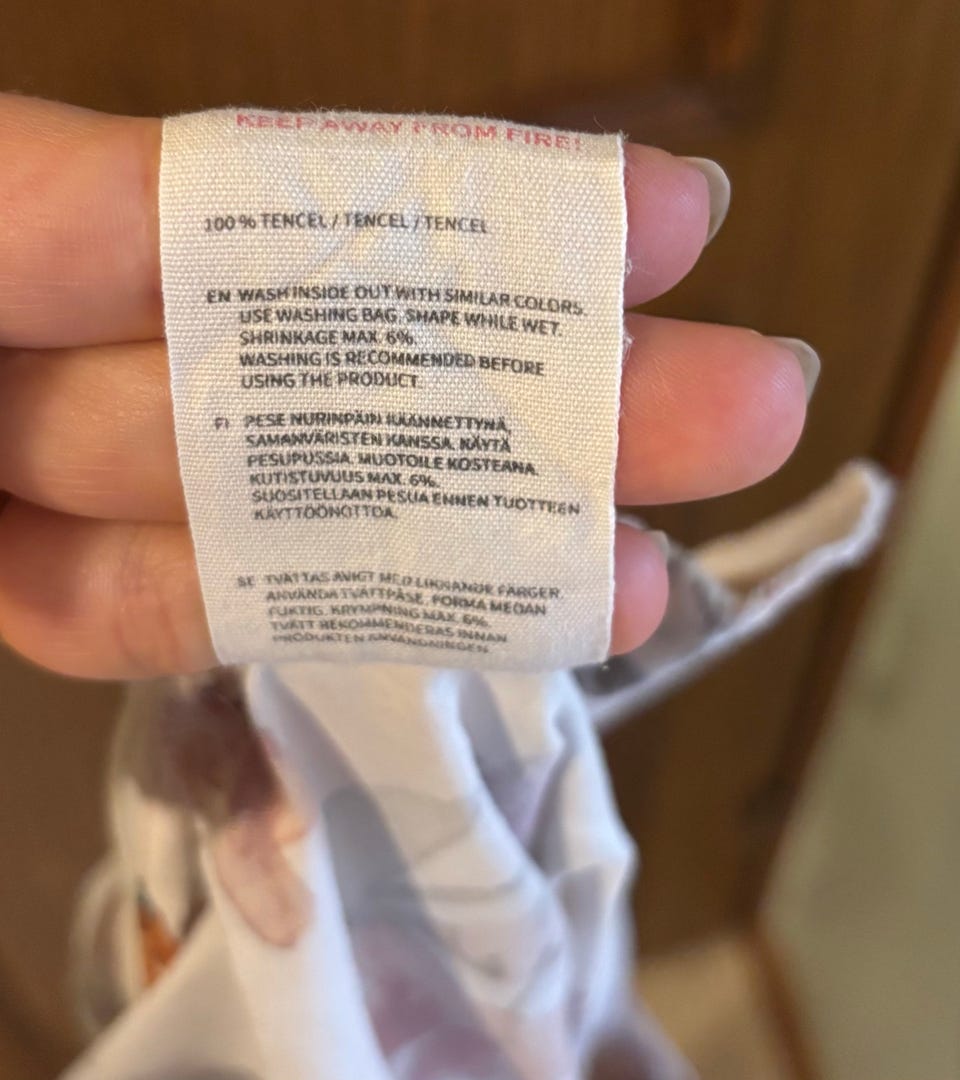 KEEP AWAY FROM FIRE!
100 % TENCEL / TENCEL / TENCEL
EN WASH INSIDE OUT WITH SIMILAR COLORS.
USE WASHING BAG. SHAPE WHILE WET.
SHRINKAGE MAX. 6%.
WASHING IS RECOMMENDED BEFORE
USING THE PRODUCT.
FI PESE NURINPÄIN KÄÄNNETTYNÄ,
SAMANVÄRISTEN KANSSA. KÄYTÄ
PESUPUSSIA. MUOTOILE KOSTEANA.
KUTISTUVUUS MAX. 6%.
SUOSITELLAAN PESUA ENNEN TUOTTEEN
KÄYTTÖÖNOTTOA.
SE TVÄTTAS AVIGT MED LIKNANDE FÄRGER.
ANVÄNDA TVÄTTPÅSE. FORMA MEDAN
FUKTIG. KRYMPNING MAX. 6%.
TVÄTT REKOMMENDERAS INNAN
PRODUKTEN ANVÄNDNINGEN.